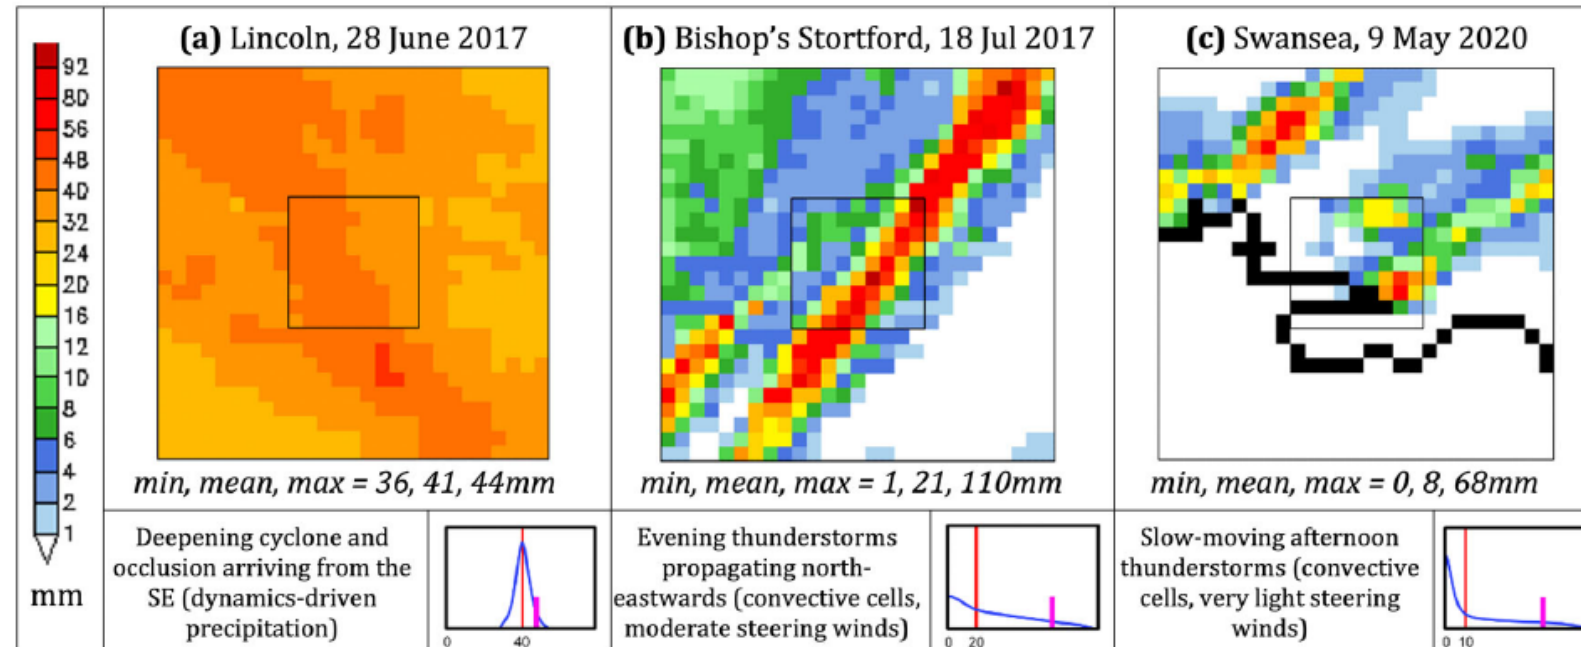 (a) Lincoln, 28 June 2017
(b) Bishop's Stortford, 18 Jul 2017
(c) Swansea, 9 May 2020
92
80
56
48
40
32
24
20
16
12
10
8
6
4
2
1
mm
min, mean, max = 36, 41, 44mm
min, mean, max = 1, 21, 110mm
min, mean, max = 0, 8, 68mm
Deepening cyclone and
occlusion arriving from the
SE (dynamics-driven
precipitation)
0 40
Evening thunderstorms
propagating north-
eastwards (convective cells,
moderate steering winds)
0 20
Slow-moving afternoon
thunderstorms (convective
cells, very light steering
winds)
0 10